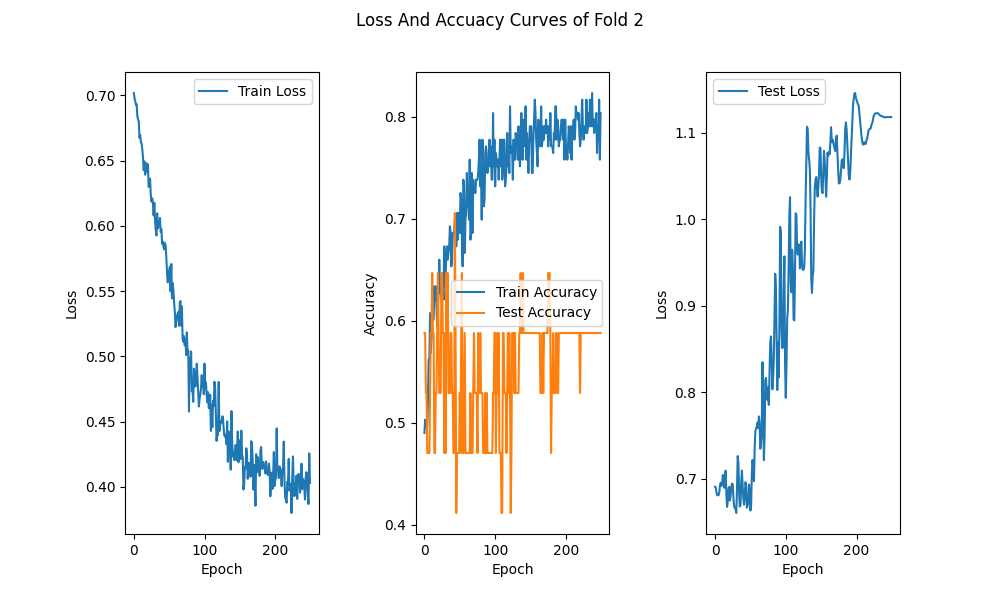 Loss And Accuacy Curves of Fold 2
Train Loss
0.70
0.65
0.60
0.55
0.50
0.45
0.40
Loss
0 100 200
Epoch
Train Accuracy
Test Accuracy
0.8
0.7
0.6
0.5
0.4
Accuracy
0 100 200
Epoch
Test Loss
1.1
1.0
0.9
0.8
0.7
Loss
0 100 200
Epoch